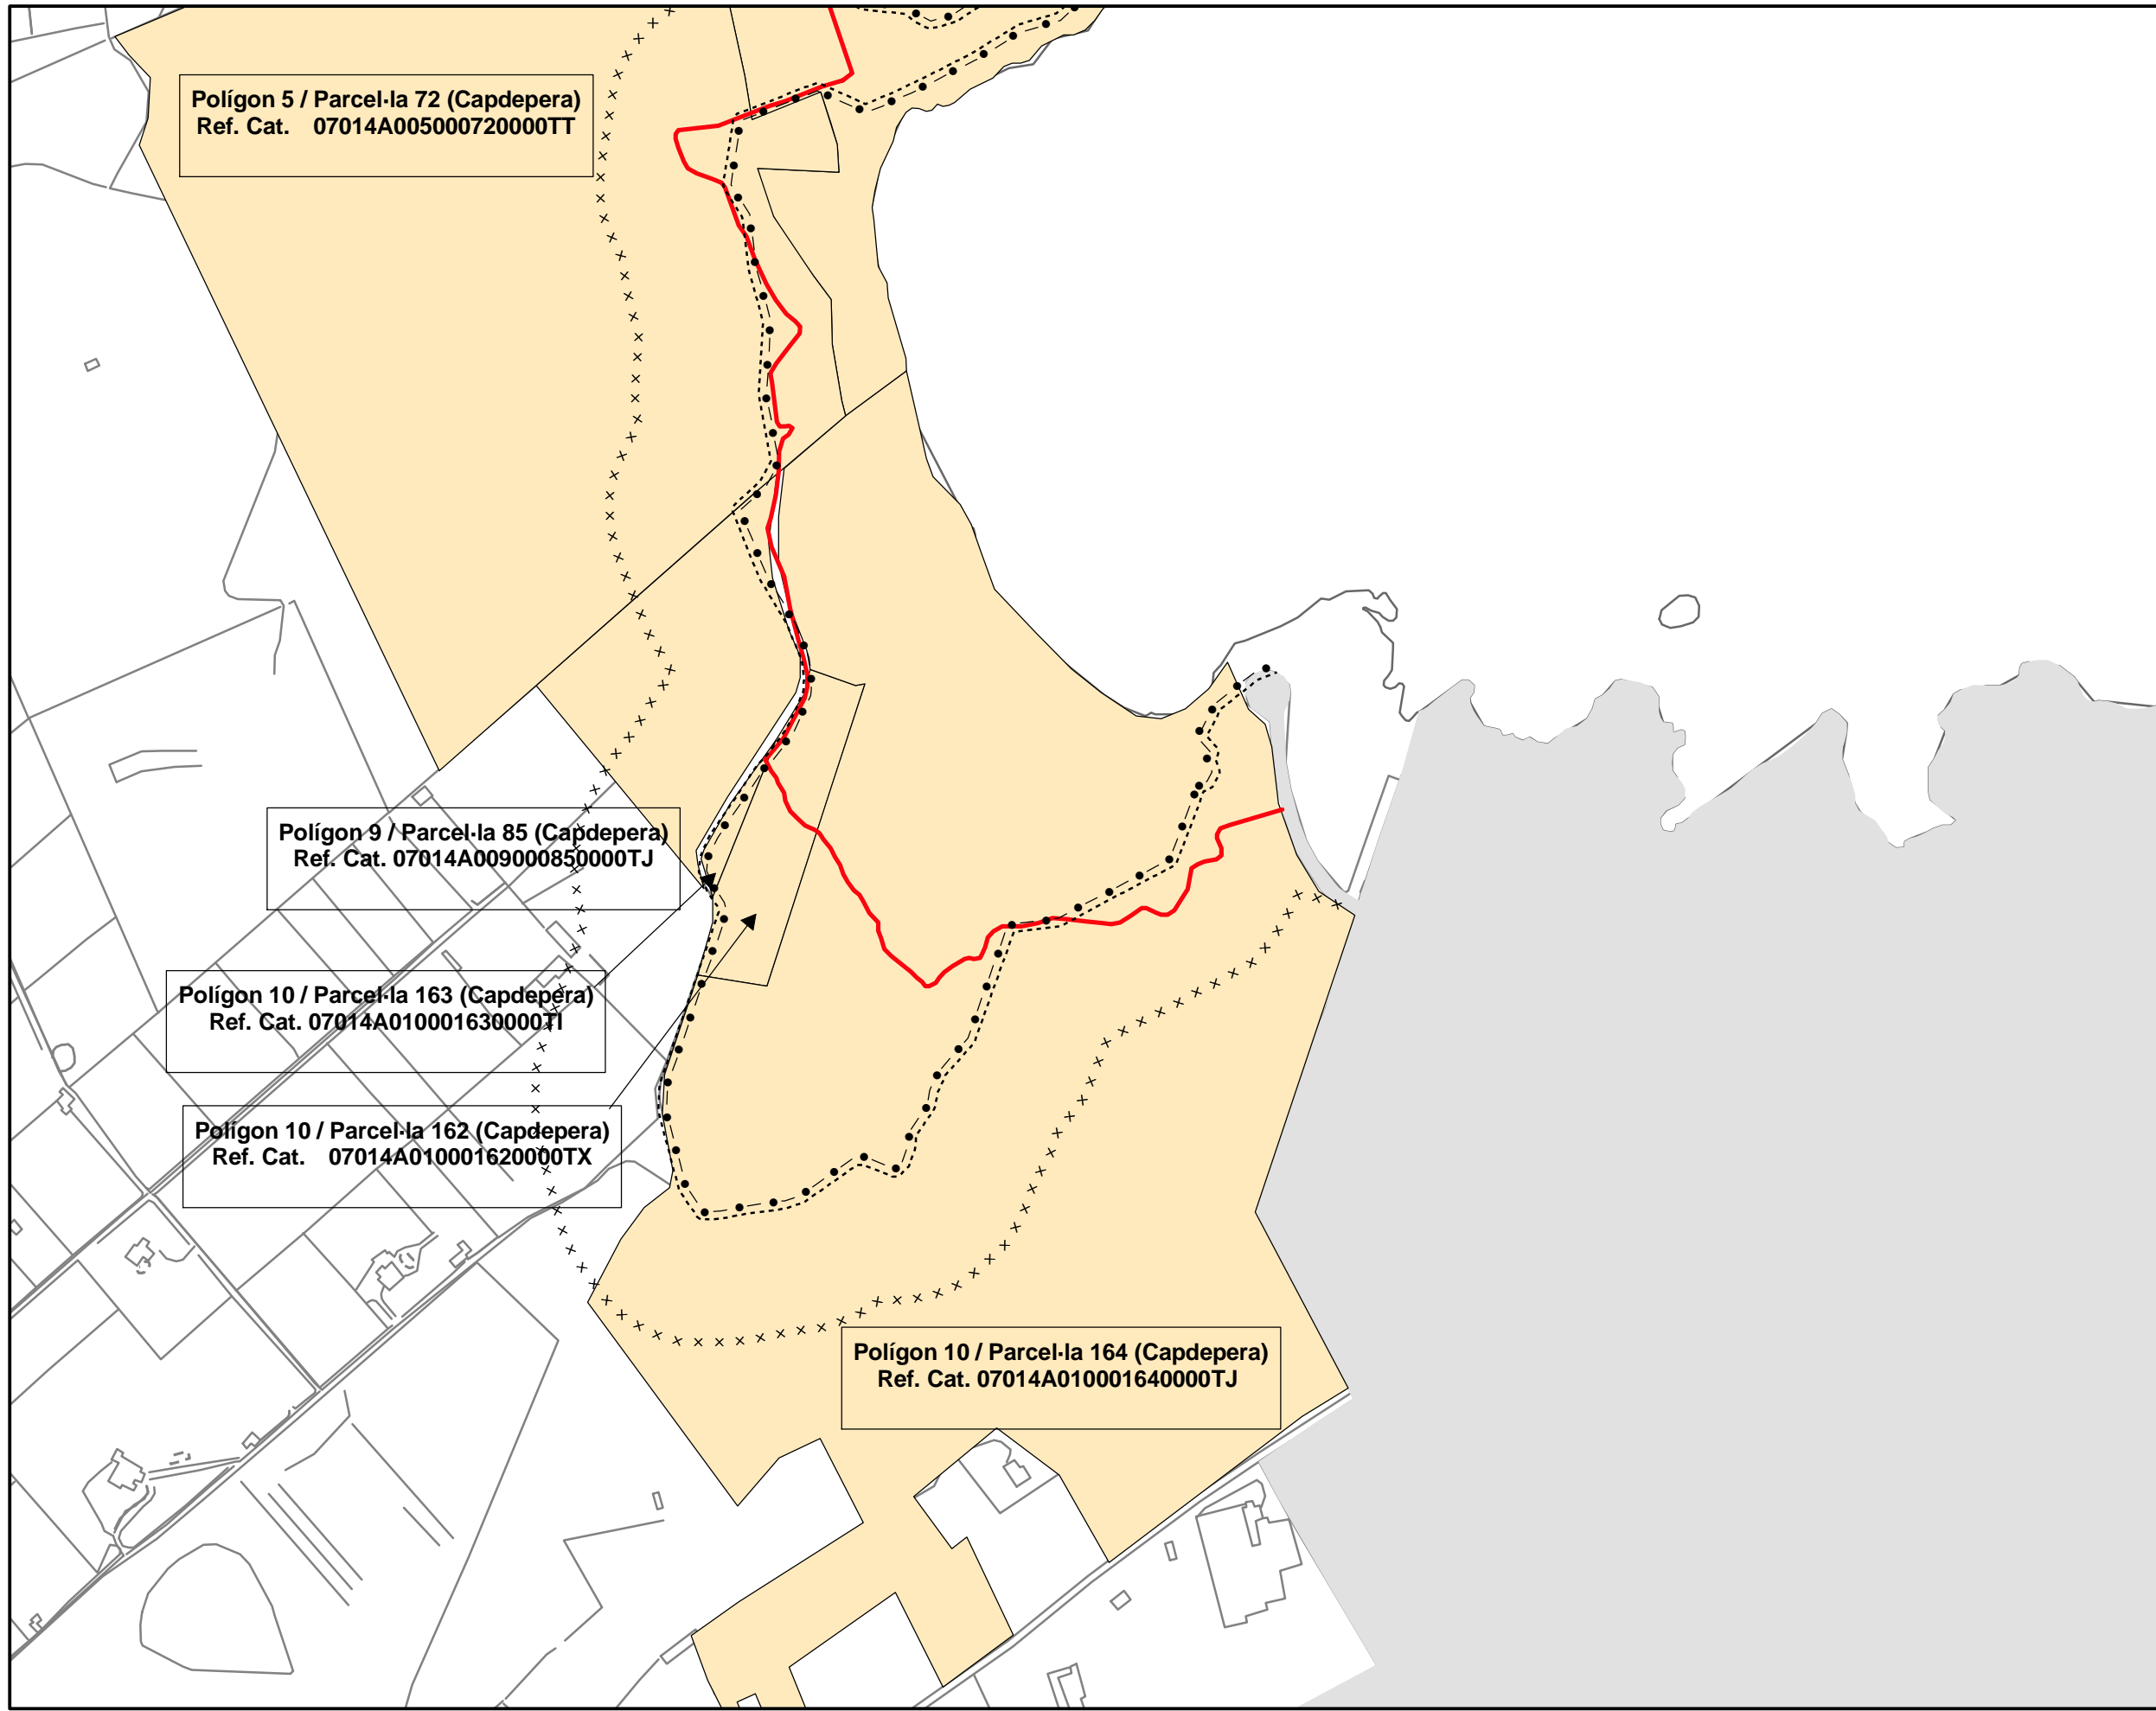 Polígon 5 / Parcel·la 72 (Capdepera)
Ref. Cat. 07014A005000720000TT
Polígon 9 / Parcel·la 85 (Capdepera)
Ref. Cat. 07014A009000850000TJ
Polígon 10 / Parcel·la 163 (Capdepera)
Ref. Cat. 07014A010001630000TI
Polígon 10 / Parcel·la 162 (Capdepera)
Ref. Cat. 07014A010001620000TX
Polígon 10 / Parcel·la 164 (Capdepera)
Ref. Cat. 07014A010001640000TJ